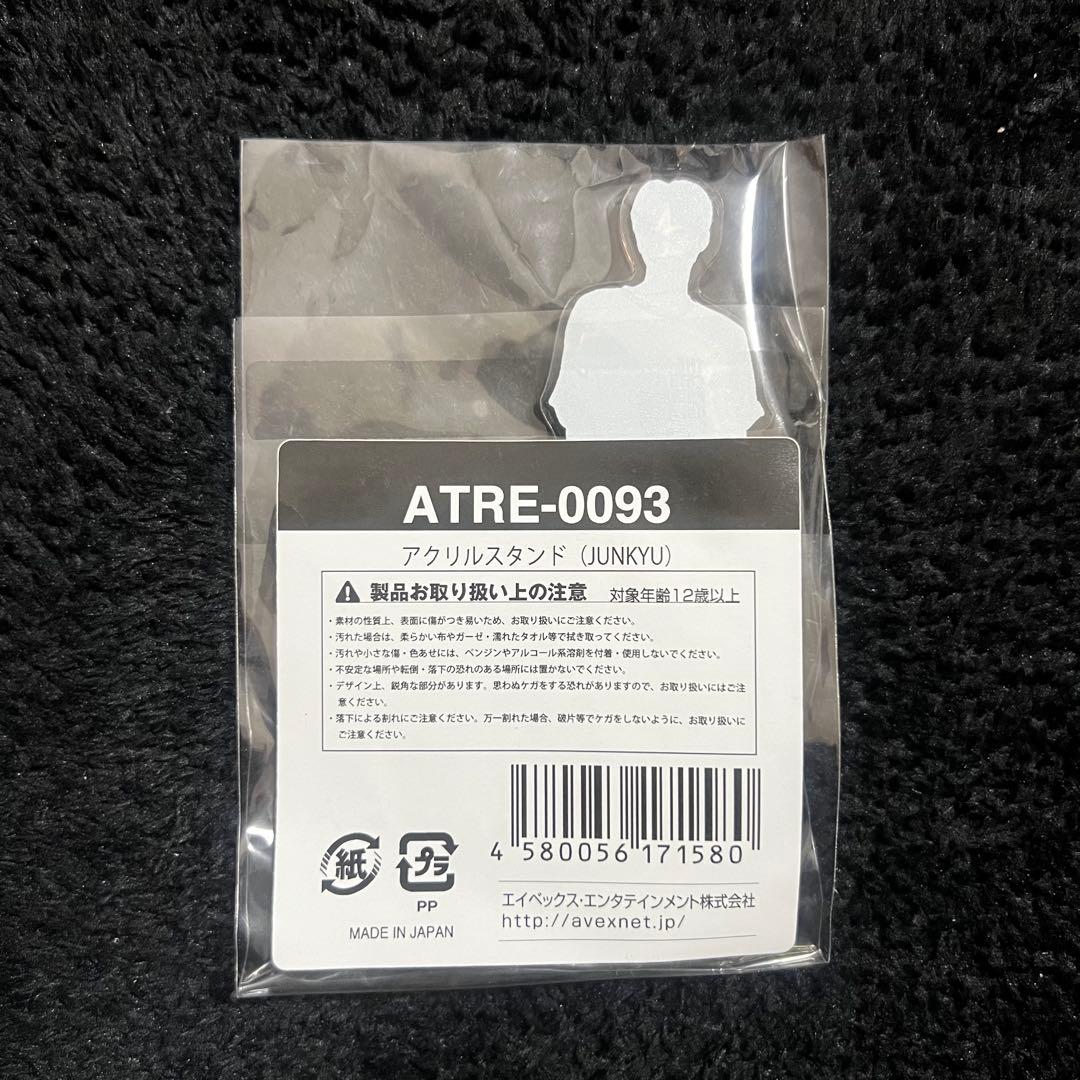 ATRE-0093
アクリルスタンド（JUNKYU）
製品お取り扱い上の注意 対象年齢12歳以上
・素材の性質上、表面に傷がつき易いため、お取り扱いにご注意ください。
・汚れた場合は、柔らかい布やガーゼ・濡れたタオル等で拭き取ってください。
・汚れや小さな傷・色あせには、ベンジンやアルコール系溶剤を付着・使用しないでください。
・不安定な場所や転倒・落下の恐れのある場所には置かないでください。
・デザイン上、鋭角な部分があります。思わぬケガをする恐れがありますので、お取り扱いにはご注
意ください。
・落下による割れにご注意ください。万一割れた場合、破片等でケガをしないように、お取り扱いに
ご注意ください。
4 580056 171580
紙
プラ
PP
MADE IN JAPAN
エイベックス・エンタテインメント株式会社
http://avexnet.jp/